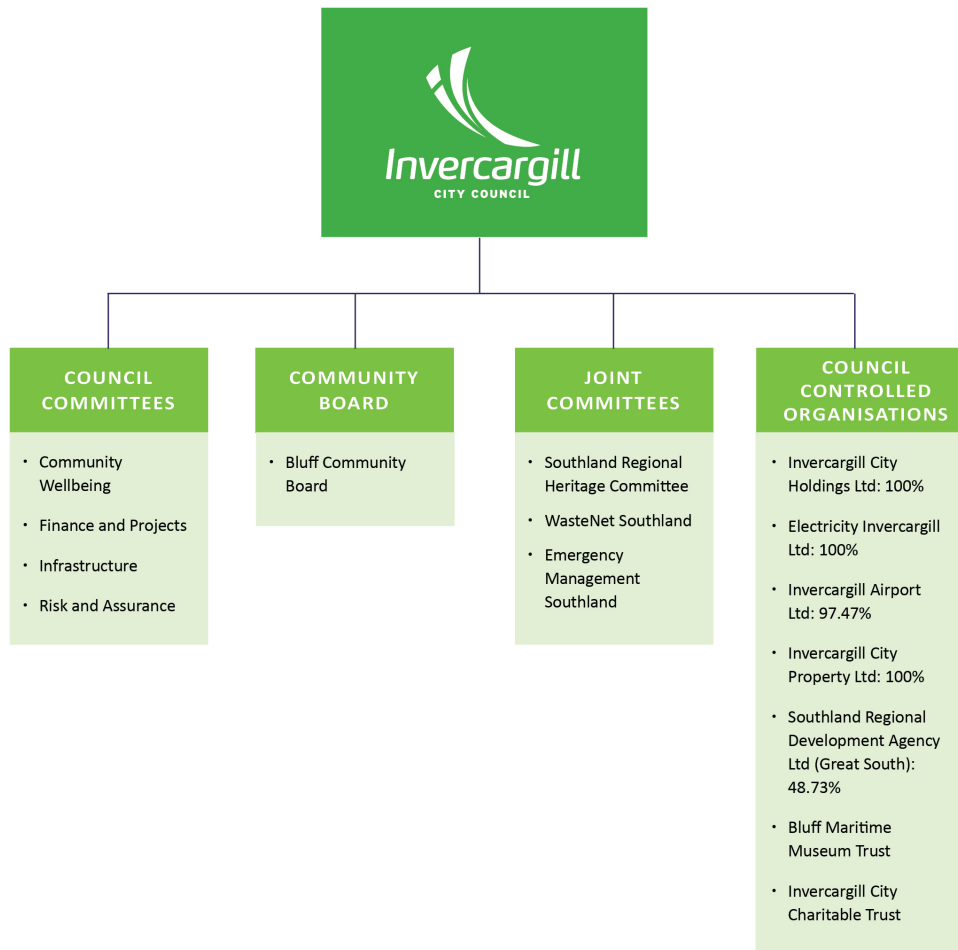 Invercargill
CITY COUNCIL
COUNCIL
COMMITTEES
· Community
Wellbeing
· Finance and Projects
· Infrastructure
· Risk and Assurance
COMMUNITY
BOARD
· Bluff Community
Board
JOINT
COMMITTEES
· Southland Regional
Heritage Committee
· WasteNet Southland
· Emergency
Management
Southland
COUNCIL
CONTROLLED
ORGANISATIONS
· Invercargill City
Holdings Ltd: 100%
· Electricity Invercargill
Ltd: 100%
· Invercargill Airport
Ltd: 97.47%
· Invercargill City
Property Ltd: 100%
· Southland Regional
Development Agency
Ltd (Great South):
48.73%
· Bluff Maritime
Museum Trust
· Invercargill City
Charitable Trust